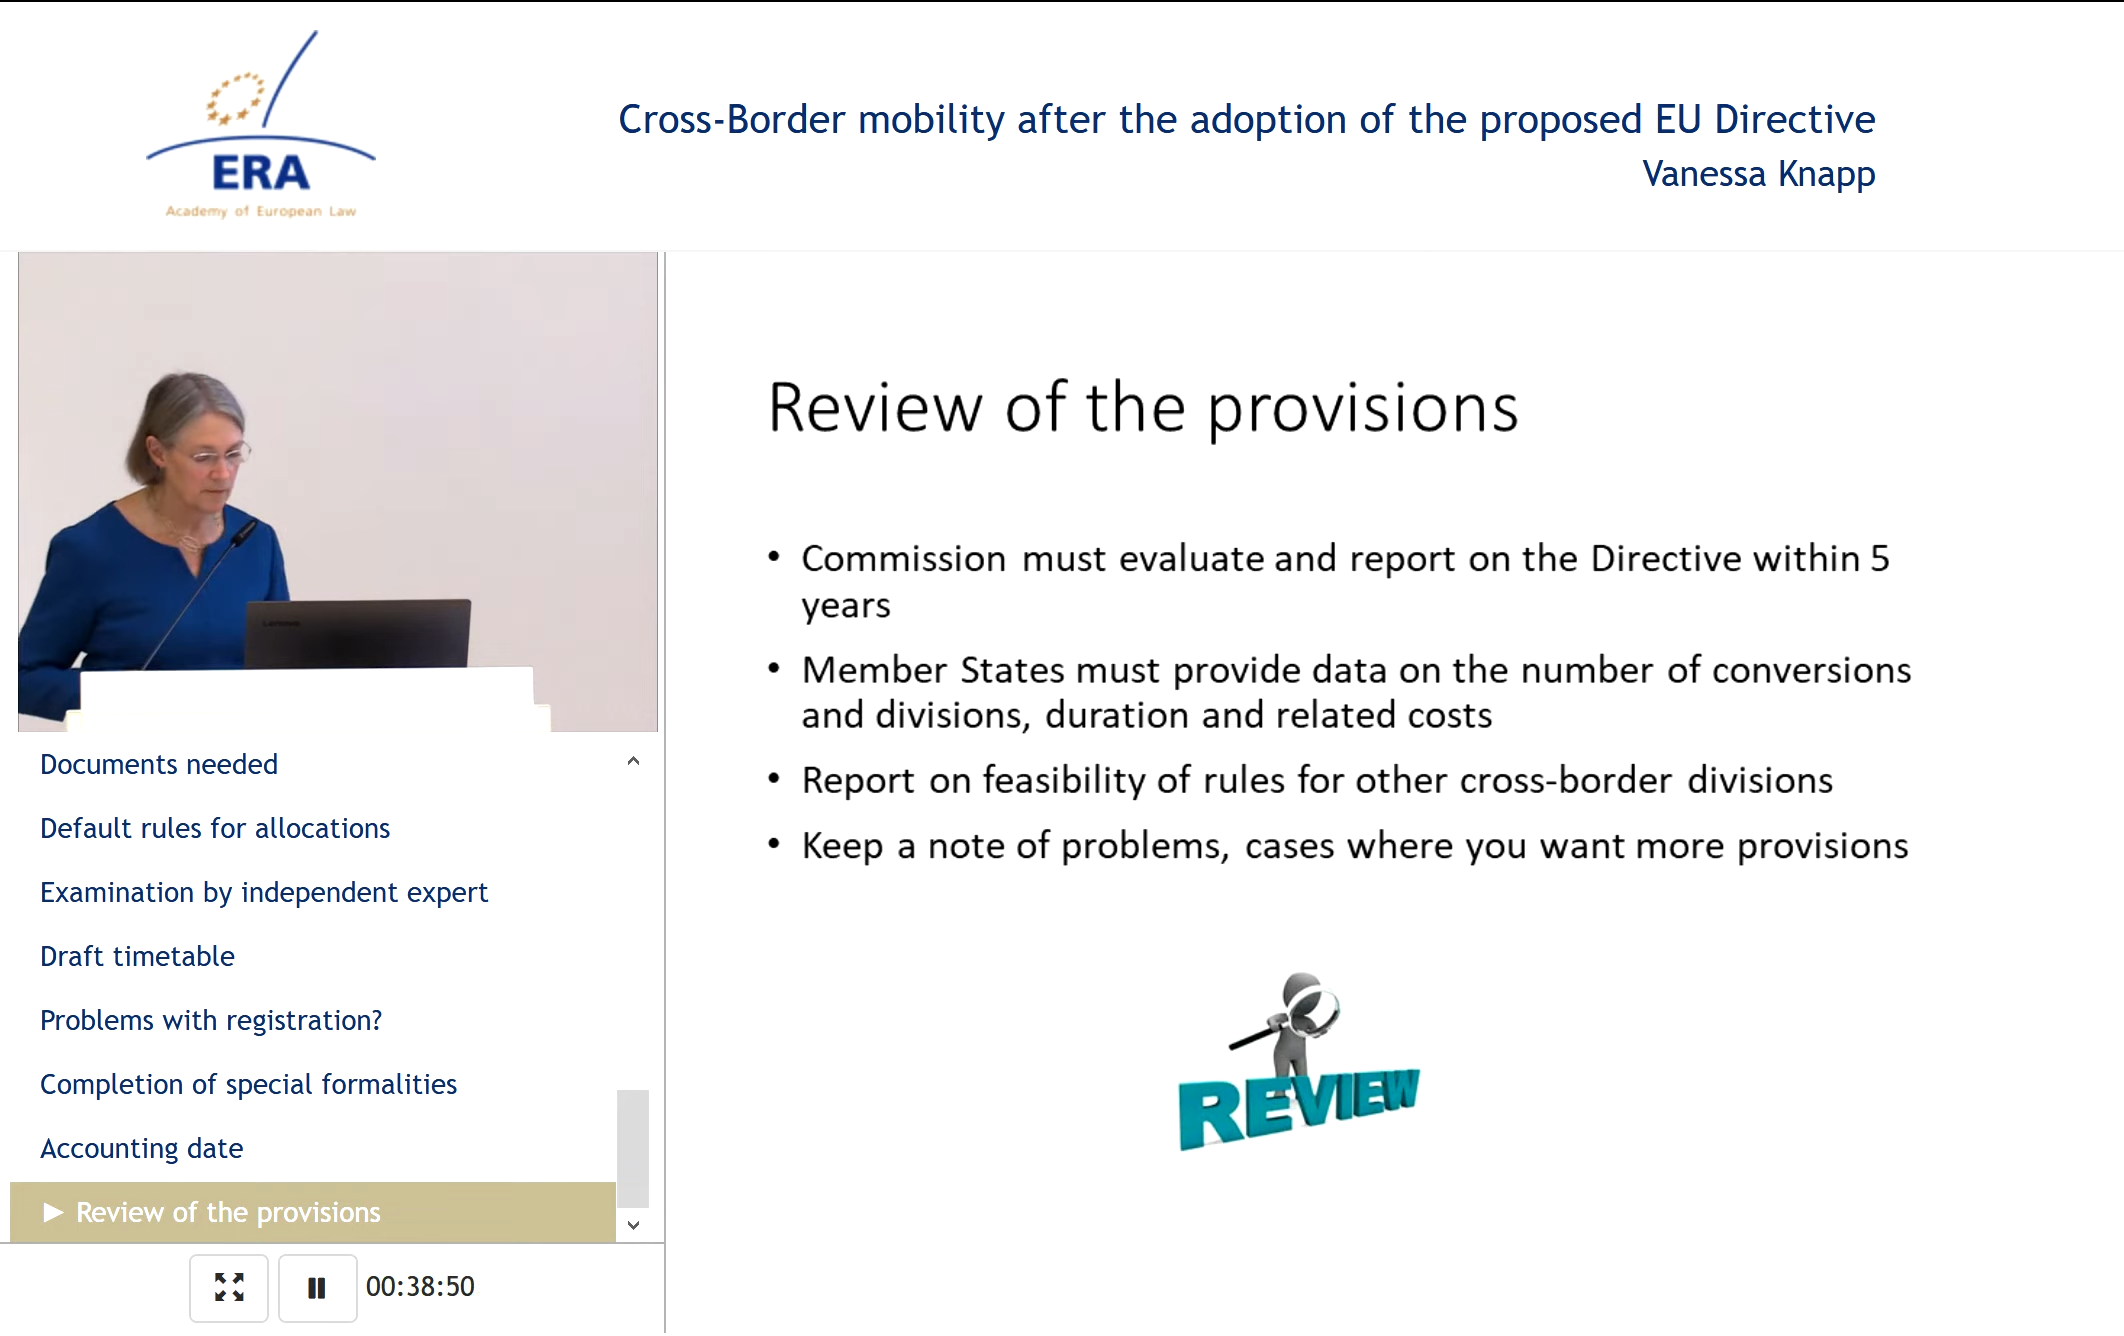 ERA
Academy of European Law
Cross-Border mobility after the adoption of the proposed EU Directive
Vanessa Knapp
Lenovo
Documents needed
Default rules for allocations
Examination by independent expert
Draft timetable
Problems with registration?
Completion of special formalities
Accounting date
► Review of the provisions
00:38:50
Review of the provisions
• Commission must evaluate and report on the Directive within 5
years
• Member States must provide data on the number of conversions
and divisions, duration and related costs
• Report on feasibility of rules for other cross-border divisions
• Keep a note of problems, cases where you want more provisions
REVIEW